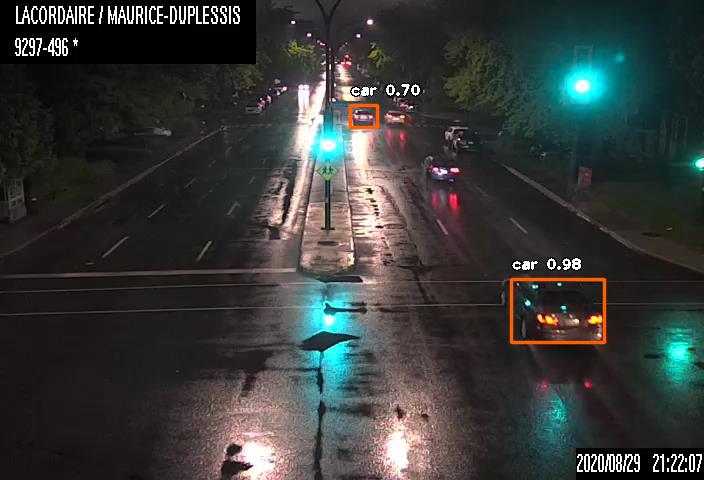 LACORDAIRE / MAURICE-DUPLESSIS
9297-496 *
car 0.70
car 0.98
2020/08/29 21:22:07